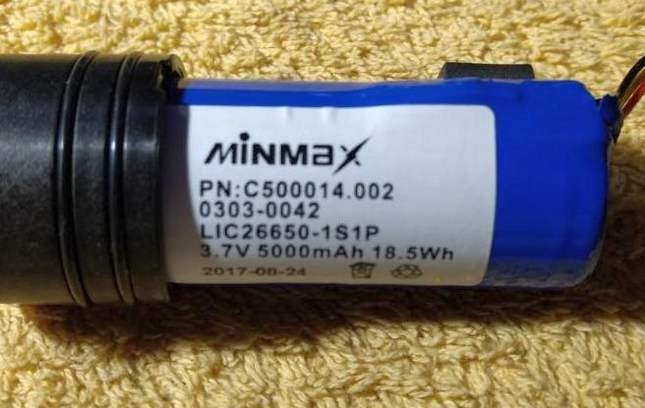 MiNMaX
PN:C500014.002
0303-0042
LIC26650-1S1P
3.7V 5000mAh 18.5Wh
2017-08-24